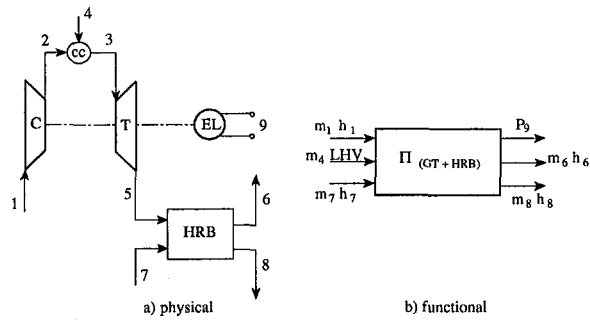 4
2
cc
3
C
T
EL
9
1
5
6
HRB
7
8
a) physical
m₁ h₁
m₄ LHV
m₇ h₇
Π (GT + HRB)
P₉
m₆ h₆
m₈ h₈
b) functional